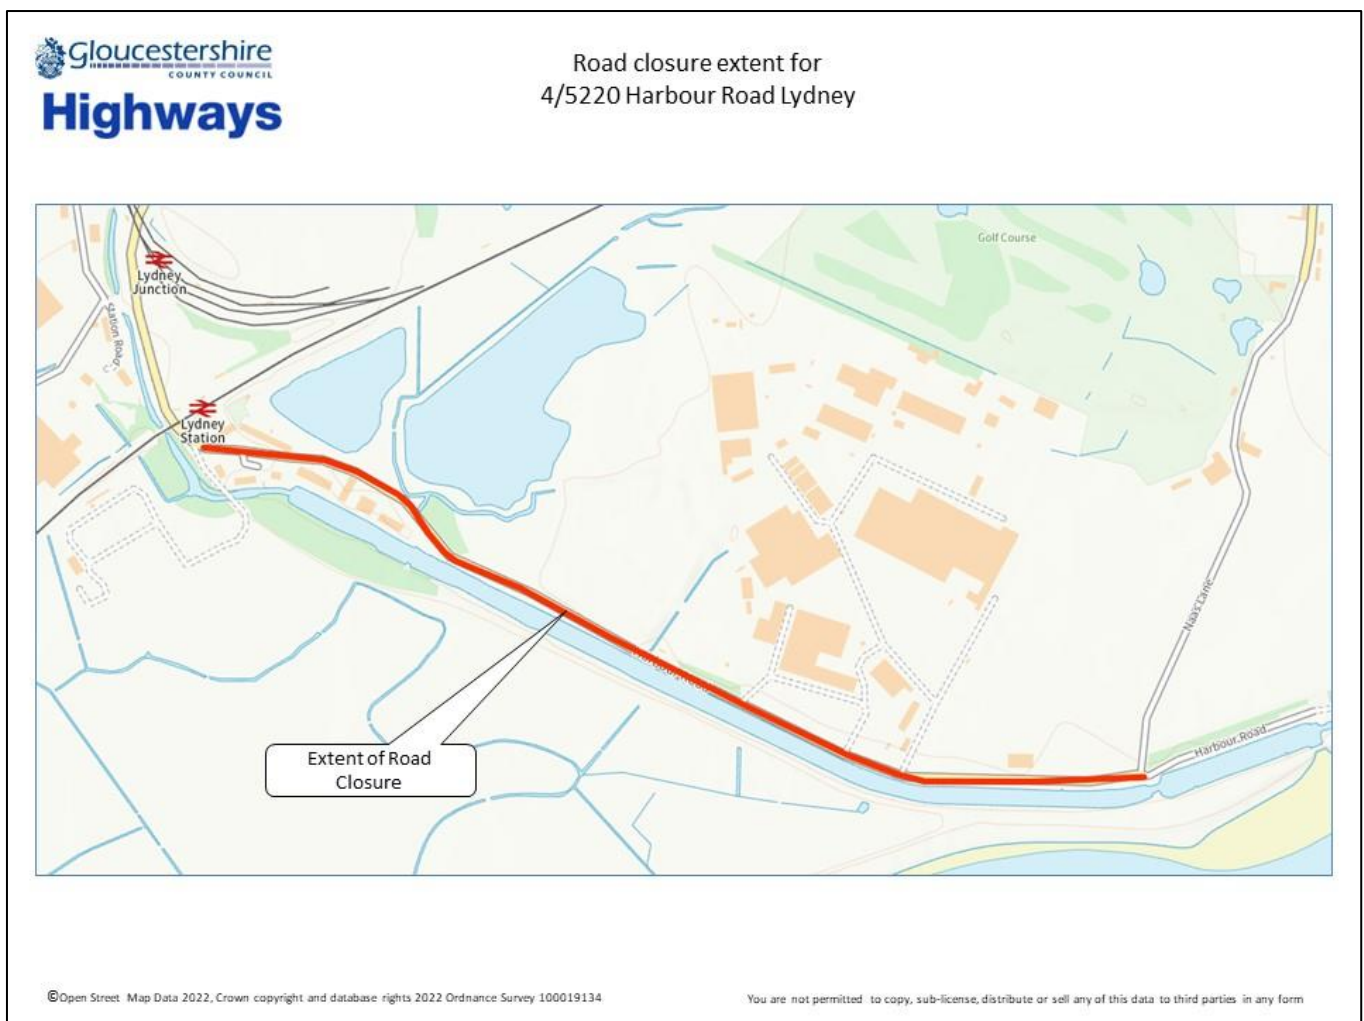 Gloucestershire
COUNTY COUNCIL
Highways
Road closure extent for
4/5220 Harbour Road Lydney
Golf Course
Lydney
Junction
Station Road
Lydney
Station
Naas Lane
Harbour Road
Harbour Road
Extent of Road
Closure
©Open Street Map Data 2022, Crown copyright and database rights 2022 Ordnance Survey 100019134
You are not permitted to copy, sub-license, distribute or sell any of this data to third parties in any form